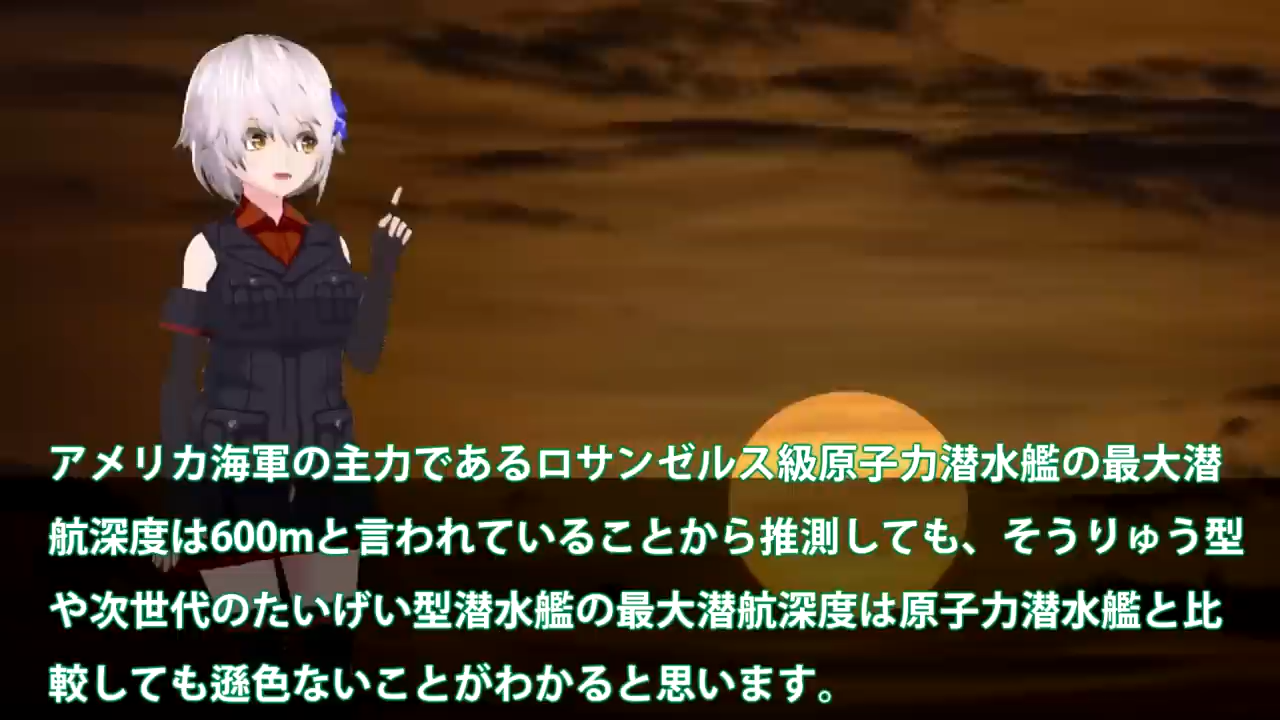 アメリカ海軍の主力であるロサンゼルス級原子力潜水艦の最大潜
航深度は600mと言われていることから推測しても、そうりゅう型
や次世代のたいげい型潜水艦の最大潜航深度は原子力潜水艦と比
較しても遜色ないことがわかると思います。